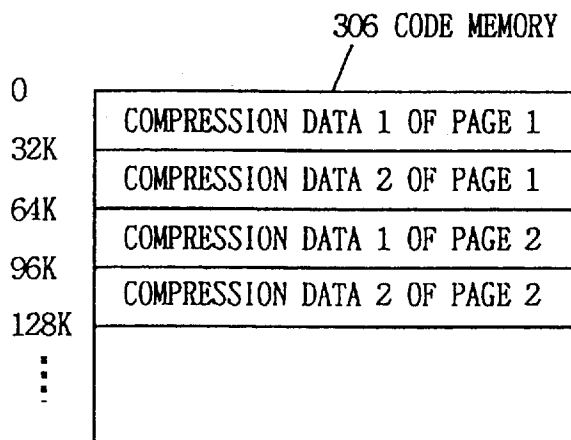 306 CODE MEMORY
0
COMPRESSION DATA 1 OF PAGE 1
32K
COMPRESSION DATA 2 OF PAGE 1
64K
COMPRESSION DATA 1 OF PAGE 2
96K
COMPRESSION DATA 2 OF PAGE 2
128K